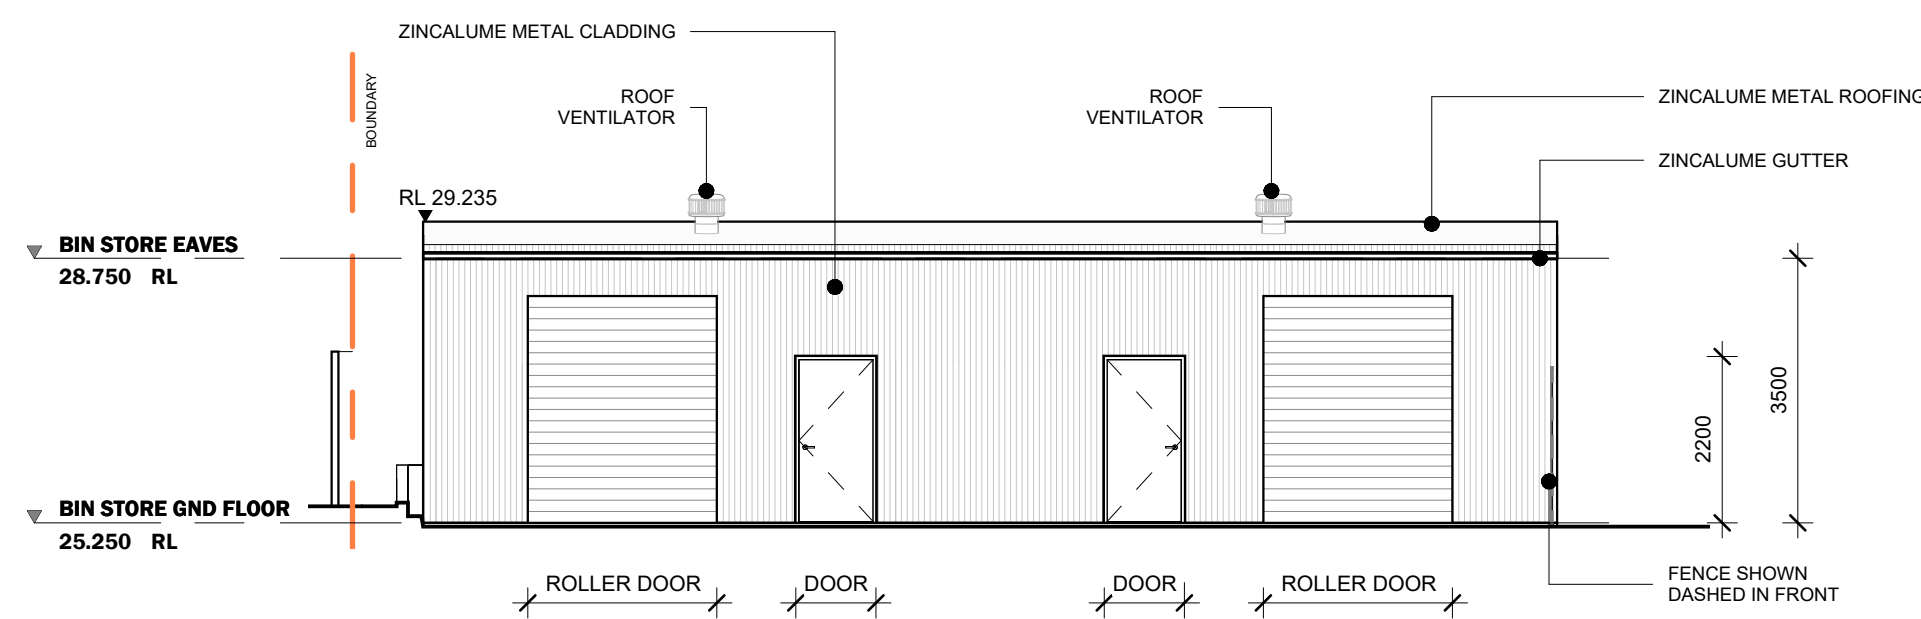 ZINCALUME METAL CLADDING
BOUNDARY
ROOF
VENTILATOR
ROOF
VENTILATOR
ZINCALUME METAL ROOFING
ZINCALUME GUTTER
RL 29.235
BIN STORE EAVES
28.750 RL
3500
2200
BIN STORE GND FLOOR
25.250 RL
ROLLER DOOR
DOOR
DOOR
ROLLER DOOR
FENCE SHOWN
DASHED IN FRONT